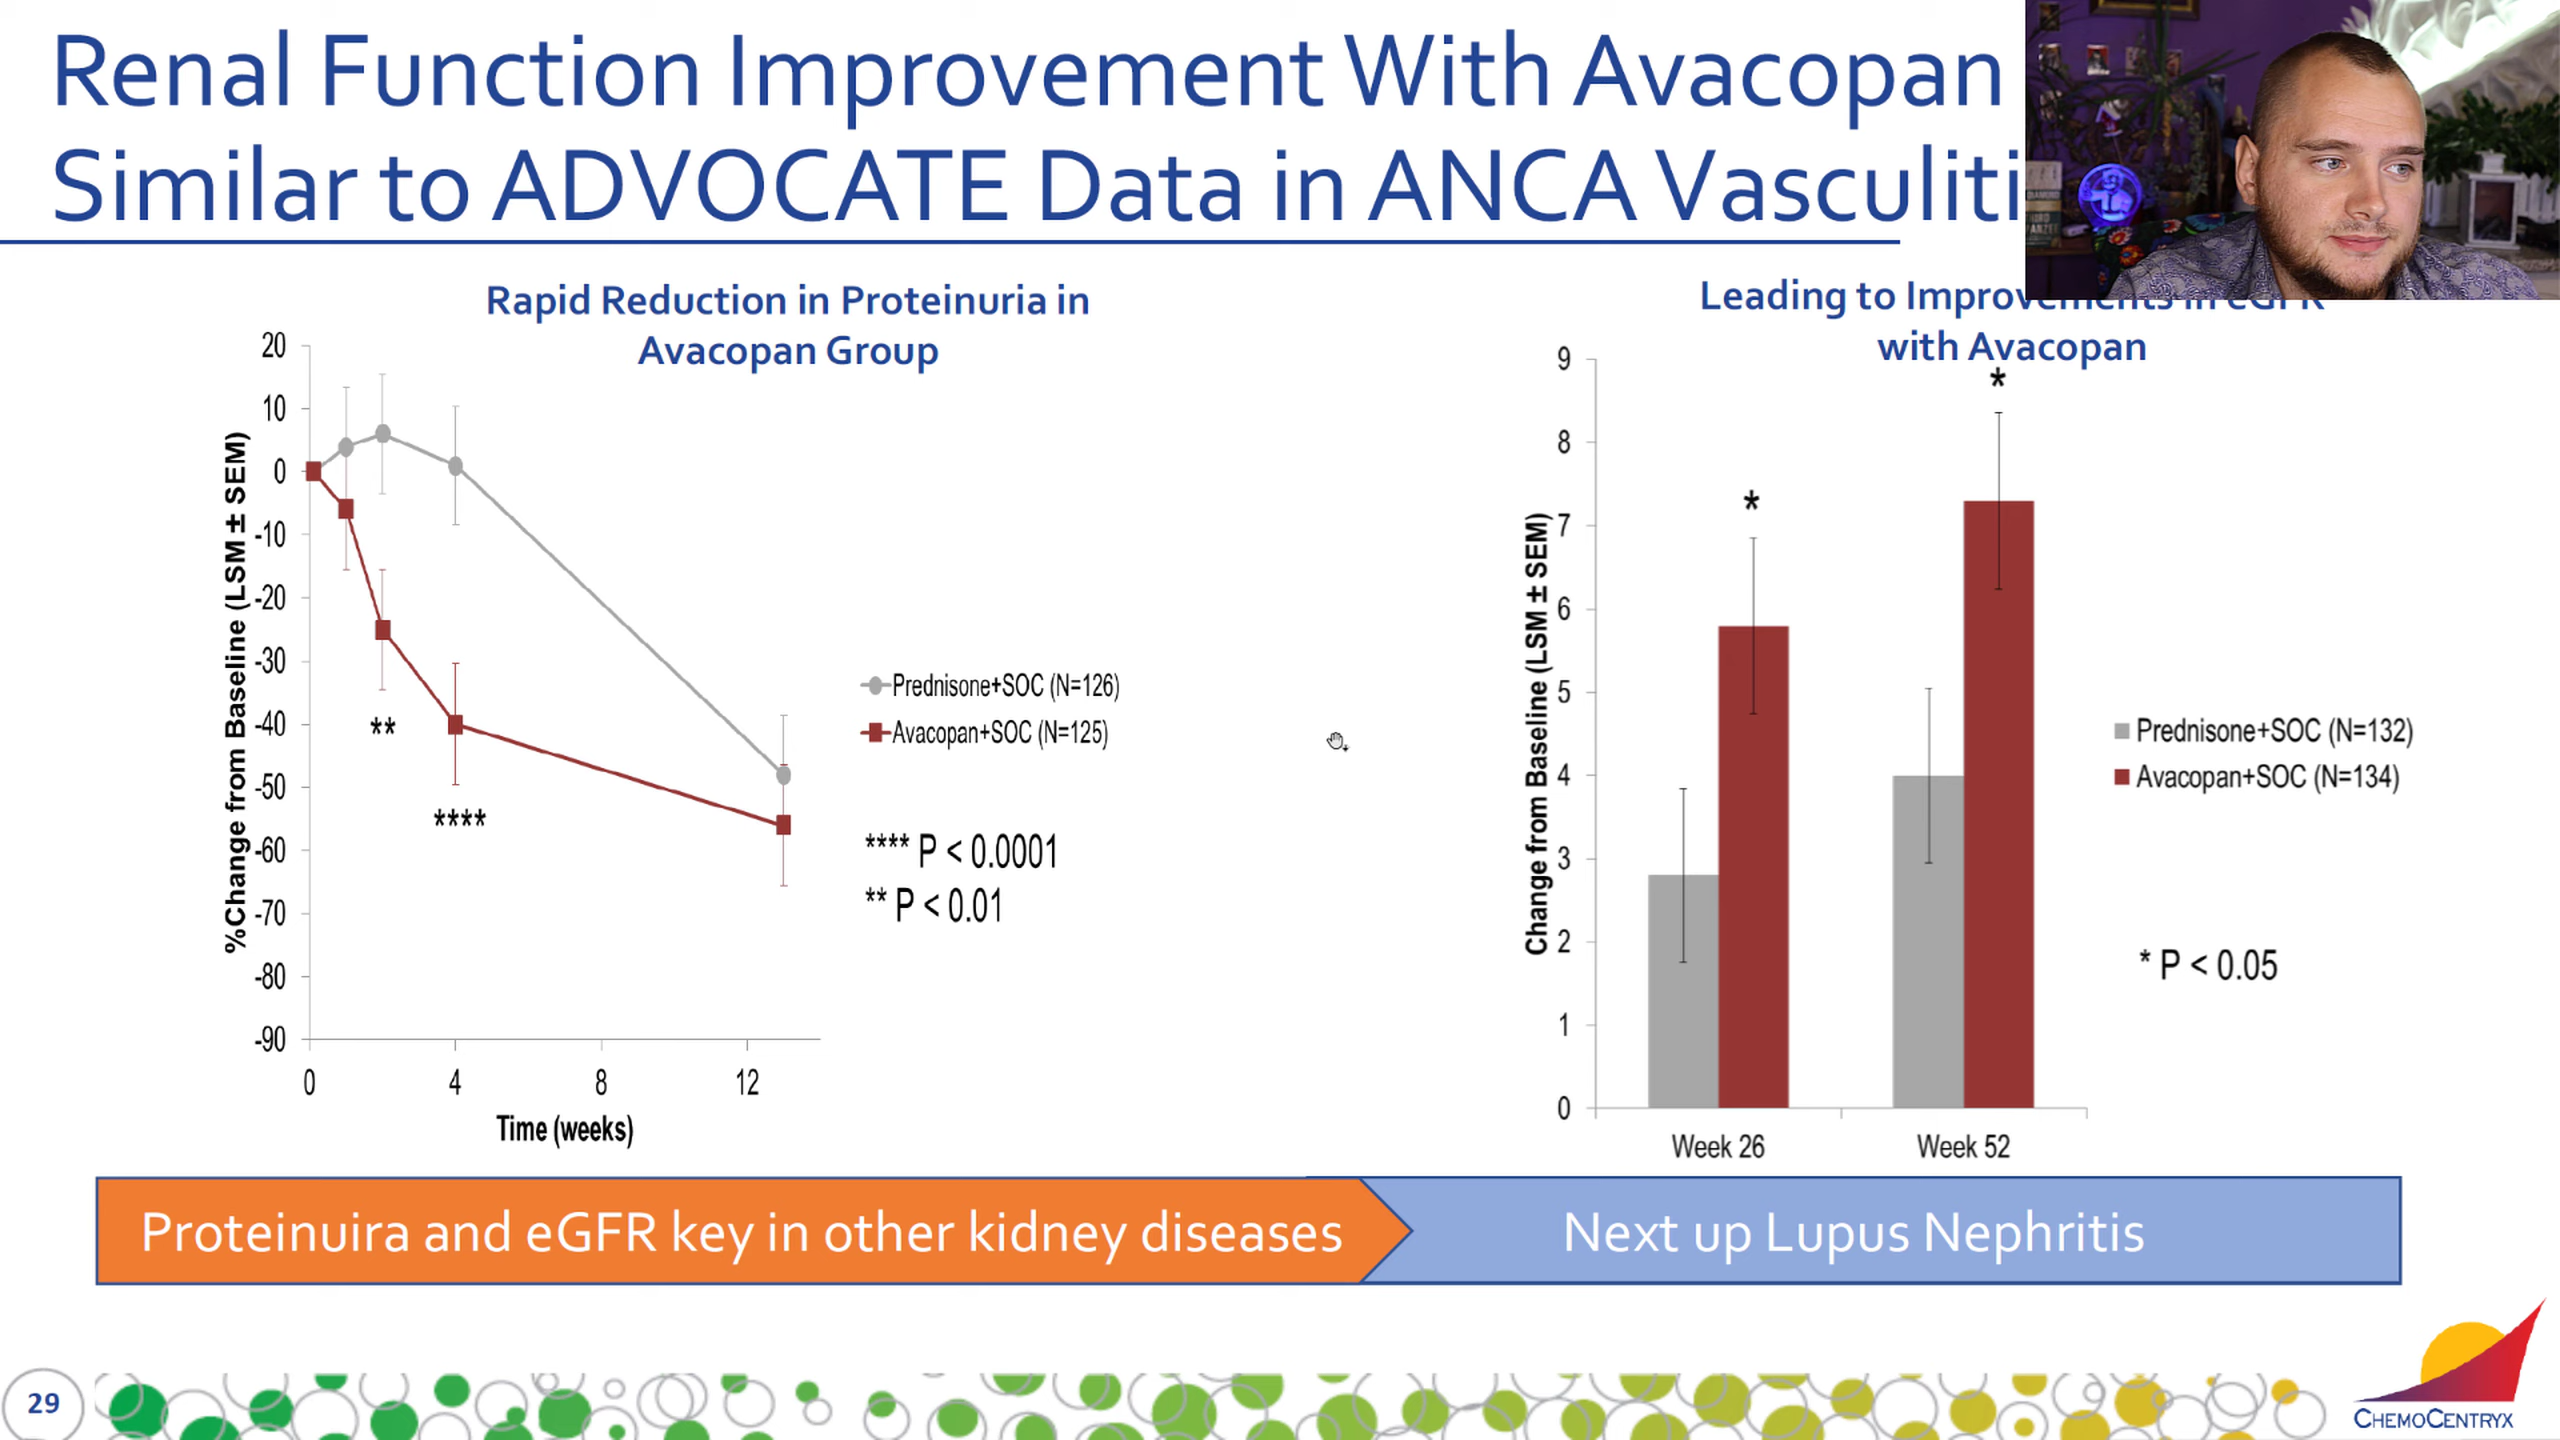 Renal Function Improvement With Avacopan
Similar to ADVOCATE Data in ANCA Vasculiti
Rapid Reduction in Proteinuria in
Avacopan Group
20
10
0
-10
-20
-30
-40
-50
-60
-70
-80
-90
%Change from Baseline (LSM ± SEM)
**
****
0 4 8 12
Time (weeks)
Prednisone+SOC (N=126)
Avacopan+SOC (N=125)
**** P < 0.0001
** P < 0.01
Leading to Improvements in eGFR
with Avacopan
9
8
7
6
5
4
3
2
1
0
Change from Baseline (LSM ± SEM)
*
*
Week 26 Week 52
Prednisone+SOC (N=132)
Avacopan+SOC (N=134)
* P < 0.05
Proteinuira and eGFR key in other kidney diseases
Next up Lupus Nephritis
29
CHEMOCENTRYX